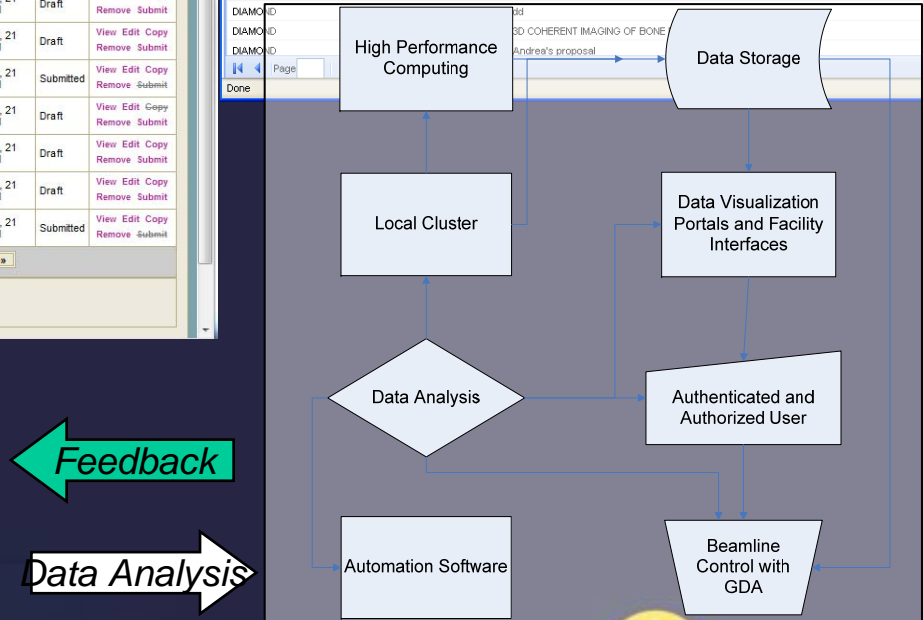 Draft
Remove Submit
, 21
Draft
View Edit Copy
Remove Submit
, 21
Submitted
View Edit Copy
Remove Submit
, 21
Draft
View Edit Copy
Remove Submit
, 21
Draft
View Edit Copy
Remove Submit
, 21
Draft
View Edit Copy
Remove Submit
, 21
Submitted
View Edit Copy
Remove Submit
»
DIAMOND
dd
DIAMOND
3D COHERENT IMAGING OF BONE
DIAMOND
Andrea's proposal
Page
Done
High Performance
Computing
Data Storage
Local Cluster
Data Visualization
Portals and Facility
Interfaces
Data Analysis
Authenticated and
Authorized User
Feedback
Data Analysis
Automation Software
Beamline
Control with
GDA